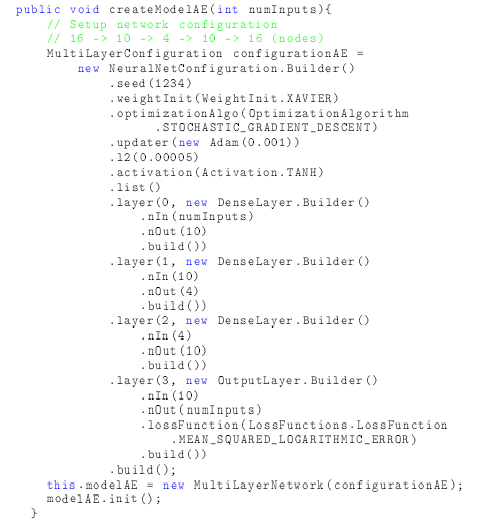 public void createModelAE(int numInputs){
// Setup network configuration
// 16 -> 10 -> 4 -> 10 -> 16 (nodes)
MultiLayerConfiguration configurationAE =
new NeuralNetConfiguration.Builder()
.seed(1234)
.weightInit(WeightInit.XAVIER)
.optimizationAlgo(OptimizationAlgorithm
.STOCHASTIC_GRADIENT_DESCENT)
.updater(new Adam(0.001))
.l2(0.00005)
.activation(Activation.TANH)
.list()
.layer(0, new DenseLayer.Builder()
.nIn(numInputs)
.nOut(10)
.build())
.layer(1, new DenseLayer.Builder()
.nIn(10)
.nOut(4)
.build())
.layer(2, new DenseLayer.Builder()
.nIn(4)
.nOut(10)
.build())
.layer(3, new OutputLayer.Builder()
.nIn(10)
.nOut(numInputs)
.lossFunction(LossFunctions.LossFunction
.MEAN_SQUARED_LOGARITHMIC_ERROR)
.build())
.build();
this.modelAE = new MultiLayerNetwork(configurationAE);
modelAE.init();
}